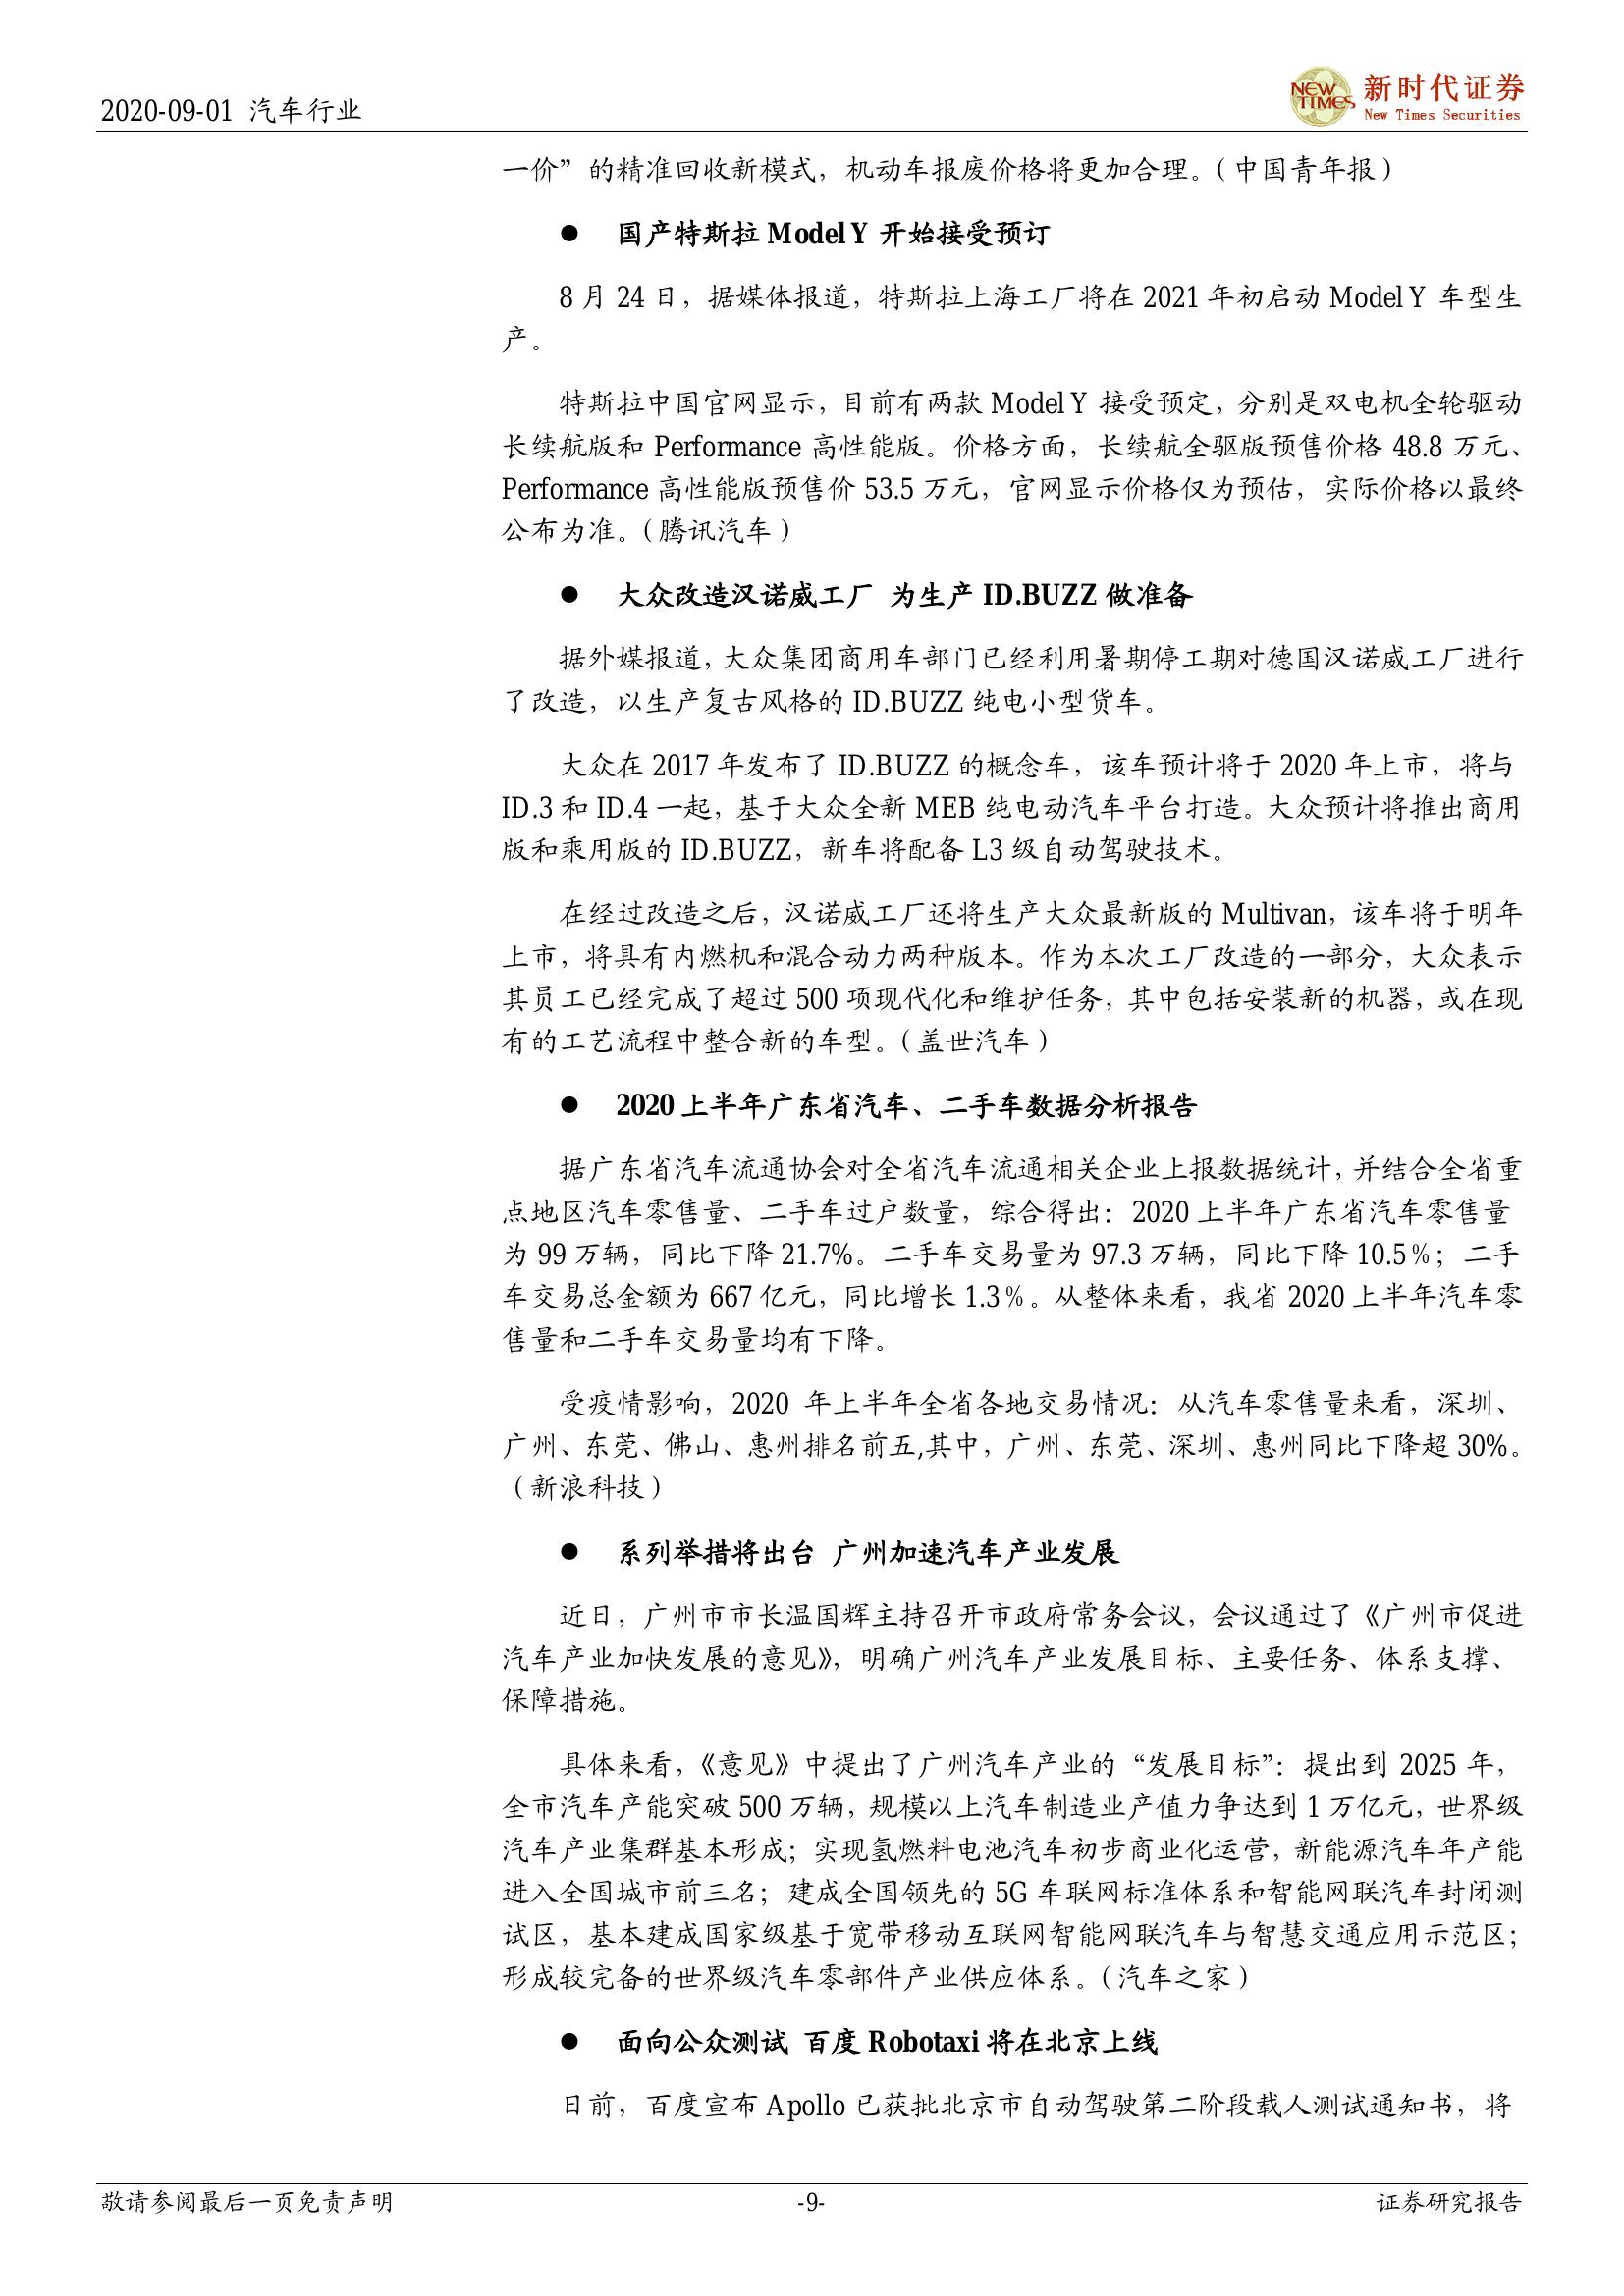 2020-09-01 汽车行业
NEW TIMES 新时代证券
New Times Securities
一价”的精准回收新模式，机动车报废价格将更加合理。（中国青年报）
● 国产特斯拉 Model Y 开始接受预订
8 月 24 日，据媒体报道，特斯拉上海工厂将在 2021 年初启动 Model Y 车型生
产。
特斯拉中国官网显示，目前有两款 Model Y 接受预定，分别是双电机全轮驱动
长续航版和 Performance 高性能版。价格方面，长续航全驱版预售价格 48.8 万元、
Performance 高性能版预售价 53.5 万元，官网显示价格仅为预估，实际价格以最终
公布为准。（腾讯汽车）
● 大众改造汉诺威工厂 为生产 ID.BUZZ 做准备
据外媒报道，大众集团商用车部门已经利用暑期停工期对德国汉诺威工厂进行
了改造，以生产复古风格的 ID.BUZZ 纯电小型货车。
大众在 2017 年发布了 ID.BUZZ 的概念车，该车预计将于 2020 年上市，将与
ID.3 和 ID.4 一起，基于大众全新 MEB 纯电动汽车平台打造。大众预计将推出商用
版和乘用版的 ID.BUZZ，新车将配备 L3 级自动驾驶技术。
在经过改造之后，汉诺威工厂还将生产大众最新版的 Multivan，该车将于明年
上市，将具有内燃机和混合动力两种版本。作为本次工厂改造的一部分，大众表示
其员工已经完成了超过 500 项现代化和维护任务，其中包括安装新的机器，或在现
有的工艺流程中整合新的车型。（盖世汽车）
● 2020 上半年广东省汽车、二手车数据分析报告
据广东省汽车流通协会对全省汽车流通相关企业上报数据统计，并结合全省重
点地区汽车零售量、二手车过户数量，综合得出：2020 上半年广东省汽车零售量
为 99 万辆，同比下降 21.7%。二手车交易量为 97.3 万辆，同比下降 10.5%；二手
车交易总金额为 667 亿元，同比增长 1.3%。从整体来看，我省 2020 上半年汽车零
售量和二手车交易量均有下降。
受疫情影响，2020 年上半年全省各地交易情况：从汽车零售量来看，深圳、
广州、东莞、佛山、惠州排名前五,其中，广州、东莞、深圳、惠州同比下降超 30%。
（新浪科技）
● 系列举措将出台 广州加速汽车产业发展
近日，广州市市长温国辉主持召开市政府常务会议，会议通过了《广州市促进
汽车产业加快发展的意见》，明确广州汽车产业发展目标、主要任务、体系支撑、
保障措施。
具体来看，《意见》中提出了广州汽车产业的“发展目标”：提出到 2025 年，
全市汽车产能突破 500 万辆，规模以上汽车制造业产值力争达到 1 万亿元，世界级
汽车产业集群基本形成；实现氢燃料电池汽车初步商业化运营，新能源汽车年产能
进入全国城市前三名；建成全国领先的 5G 车联网标准体系和智能网联汽车封闭测
试区，基本建成国家级基于宽带移动互联网智能网联汽车与智慧交通应用示范区；
形成较完备的世界级汽车零部件产业供应体系。（汽车之家）
● 面向公众测试 百度 Robotaxi 将在北京上线
日前，百度宣布 Apollo 已获批北京市自动驾驶第二阶段载人测试通知书，将
敬请参阅最后一页免责声明 -9- 证券研究报告